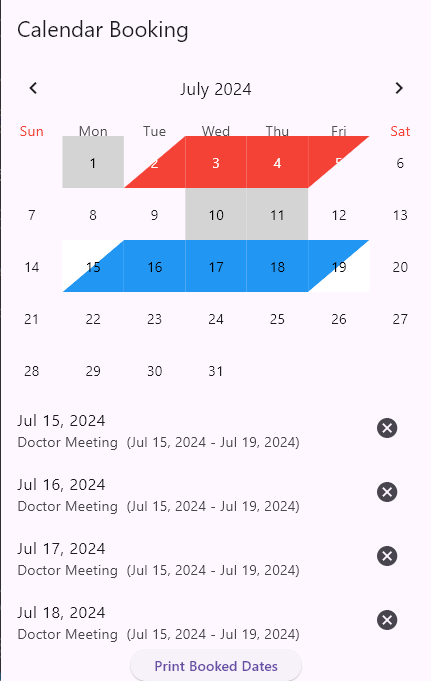 Calendar Booking
July 2024
Sun Mon Tue Wed Thu Fri Sat
1 2 3 4 5 6
7 8 9 10 11 12 13
14 15 16 17 18 19 20
21 22 23 24 25 26 27
28 29 30 31
Jul 15, 2024
Doctor Meeting (Jul 15, 2024 - Jul 19, 2024)
Jul 16, 2024
Doctor Meeting (Jul 15, 2024 - Jul 19, 2024)
Jul 17, 2024
Doctor Meeting (Jul 15, 2024 - Jul 19, 2024)
Jul 18, 2024
Doctor Meeting (Jul 15, 2024 - Jul 19, 2024)
Print Booked Dates